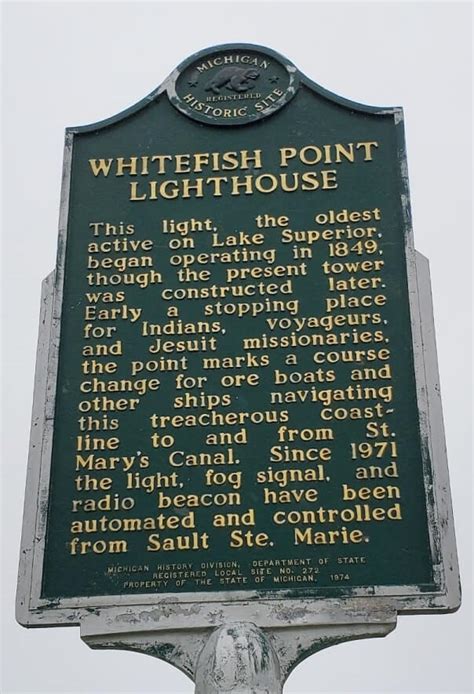 MICHIGAN
REGISTERED
HISTORIC SITE
WHITEFISH POINT
LIGHTHOUSE
This light, the oldest
active on Lake Superior,
began operating in 1849,
though the present tower
was constructed later.
Early a stopping place
for Indians, voyageurs,
and Jesuit missionaries,
the point marks a course
change for ore boats and
other ships navigating
this treacherous coast-
line to and from St.
Mary's Canal. Since 1971
the light, fog signal, and
radio beacon have been
automated and controlled
from Sault Ste. Marie.
MICHIGAN HISTORY DIVISION, DEPARTMENT OF STATE
REGISTERED LOCAL SITE NO. 272
PROPERTY OF THE STATE OF MICHIGAN, 1974